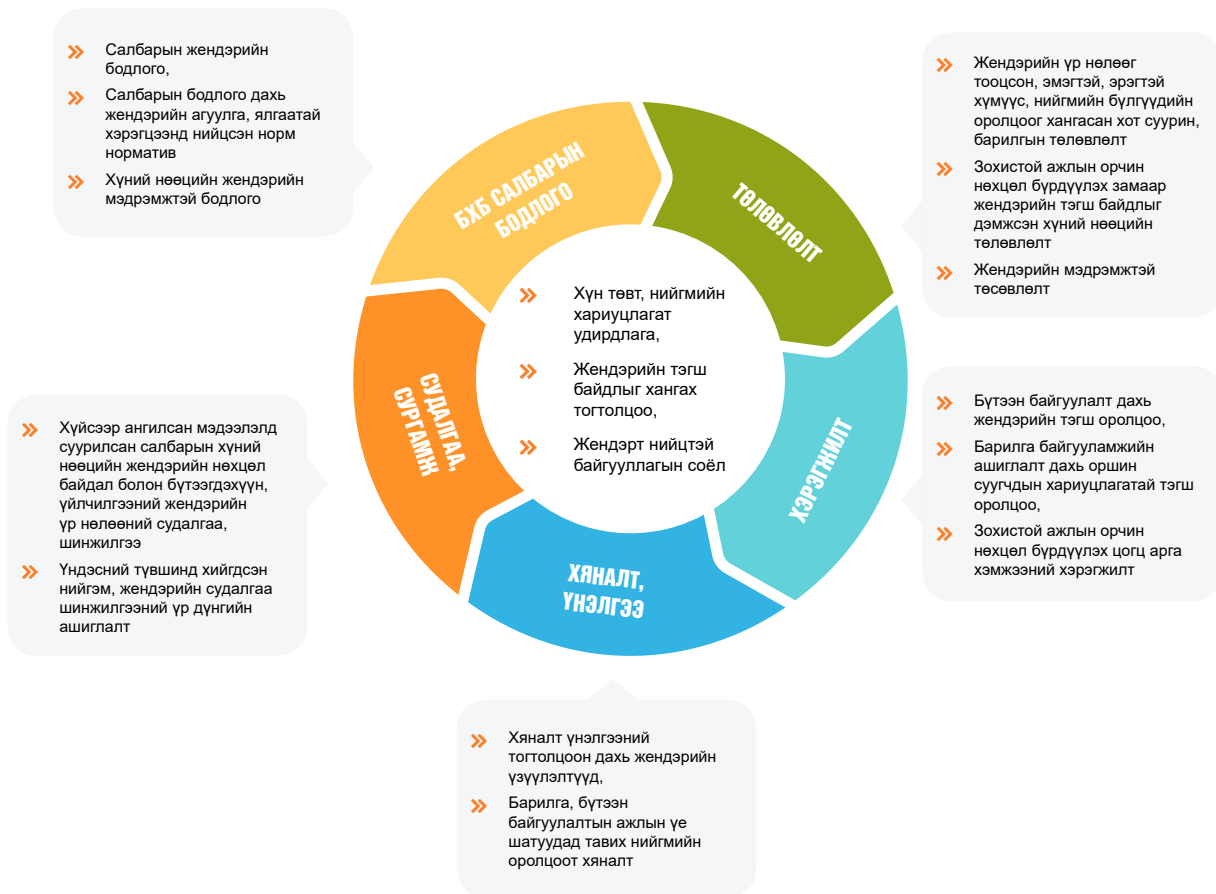 Салбарын жендэрийн
бодлого,
Салбарын бодлого дахь
жендэрийн агуулга, ялгаатай
хэрэгцээнд нийцсэн норм
норматив
Хүний нөөцийн жендэрийн
мэдрэмжтэй бодлого
БХБ САЛБАРЫН
БОДЛОГО
ТӨЛӨВЛӨЛТ
Жендэрийн үр нөлөөг
тооцсон, эмэгтэй, эрэгтэй
хүмүүс, нийгмийн бүлгүүдийн
оролцоог хангасан хот суурин,
барилгын төлөвлөлт
Зохистой ажлын орчин
нөхцөл бүрдүүлэх замаар
жендэрийн тэгш байдлыг
дэмжсэн хүний нөөцийн
төлөвлөлт
Жендэрийн мэдрэмжтэй
төсөвлөлт
Хүн төвт, нийгмийн
хариуцлагат
удирдлага,
Жендэрийн тэгш
байдлыг хангах
тогтолцоо,
Жендэрт нийцтэй
байгууллагын соёл
СУДАЛГАА,
СУРГАМЖ
Хүйсээр ангилсан мэдээлэлд
суурилсан салбарын хүний
нөөцийн жендэрийн нөхцөл
байдал болон бүтээгдэхүүн,
үйлчилгээний жендэрийн
үр нөлөөний судалгаа,
шинжилгээ
Үндэсний түвшинд хийгдсэн
нийгэм, жендэрийн судалгаа
шинжилгээний үр дүнгийн
ашиглалт
ХЭРЭГЖИЛТ
Бүтээн байгуулалт дахь
жендэрийн тэгш оролцоо,
Барилга байгууламжийн
ашиглалт дахь оршин
суугчдын хариуцлагатай тэгш
оролцоо,
Зохистой ажлын орчин
нөхцөл бүрдүүлэх цогц арга
хэмжээний хэрэгжилт
ХЯНАЛТ,
ҮНЭЛГЭЭ
Хяналт үнэлгээний
тогтолцоон дахь жендэрийн
үзүүлэлтүүд,
Барилга, бүтээн
байгуулалтын ажлын үе
шатуудад тавих нийгмийн
оролцоот хяналт